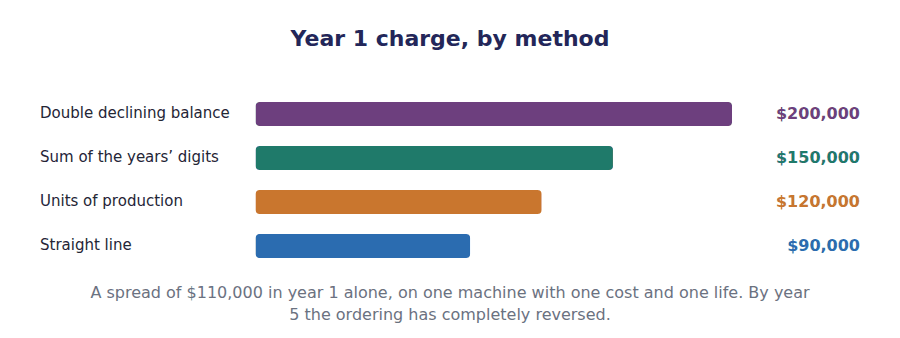 Year 1 charge, by method
Double declining balance $200,000
Sum of the years’ digits $150,000
Units of production $120,000
Straight line $90,000
A spread of $110,000 in year 1 alone, on one machine with one cost and one life. By year
5 the ordering has completely reversed.